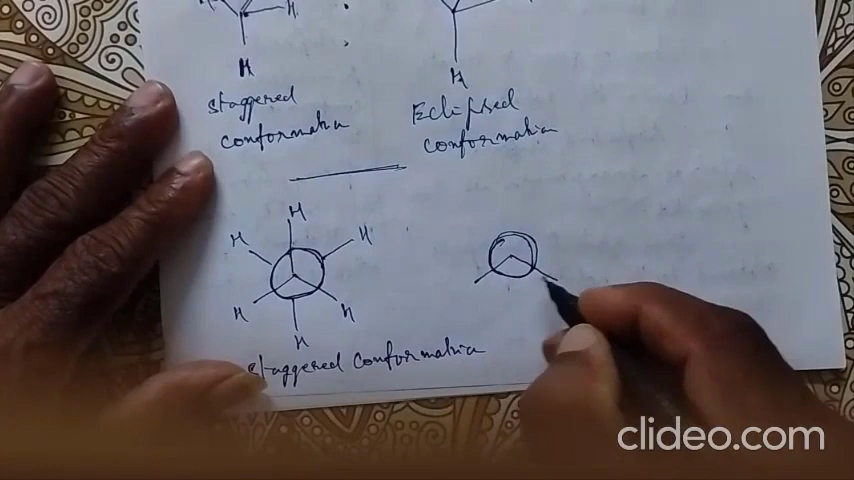 H
H
H
H
staggered
conformation
Eclipsed
conformation
H
H
H
H
H
H
staggered conformation
clideo.com